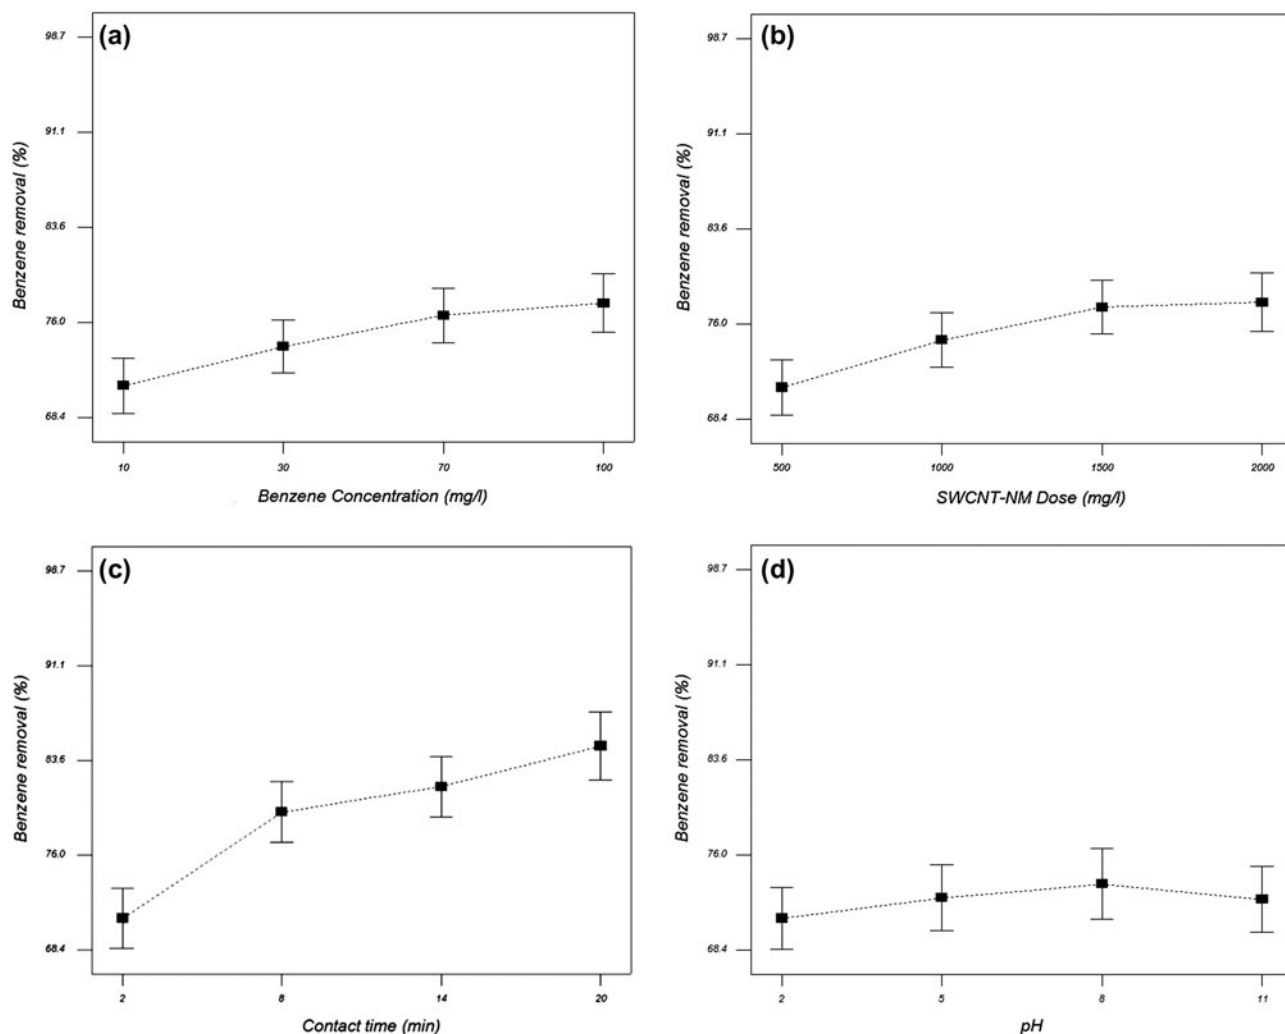 (a)
98.7
91.1
83.6
76.0
68.4
Benzene removal (%)
10 30 70 100
Benzene Concentration (mg/l)
(b)
98.7
91.1
83.6
76.0
68.4
Benzene removal (%)
500 1000 1500 2000
SWCNT-NM Dose (mg/l)
(c)
98.7
91.1
83.6
76.0
68.4
Benzene removal (%)
2 8 14 20
Contact time (min)
(d)
98.7
91.1
83.6
76.0
68.4
Benzene removal (%)
2 5 8 11
pH